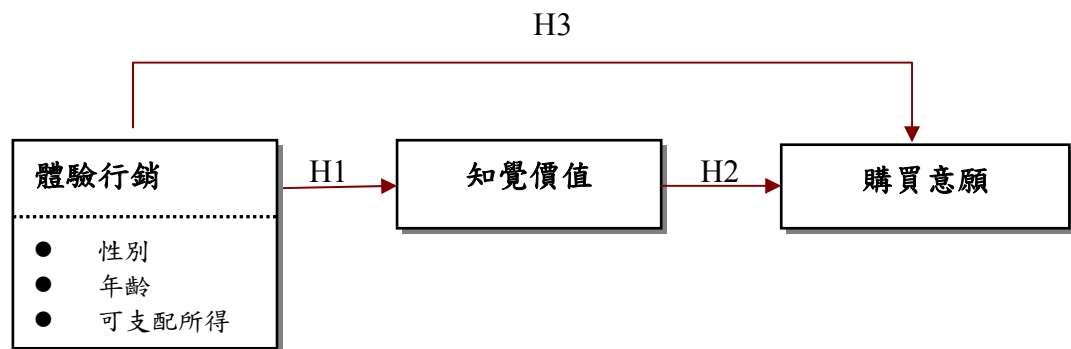 H3
體驗行銷
H1
知覺價值
H2
購買意願
● 性別
● 年齡
● 可支配所得